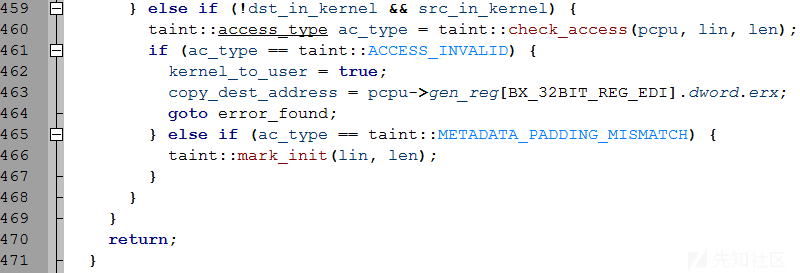 459 } else if (!dst_in_kernel && src_in_kernel) {
460 taint::access_type ac_type = taint::check_access(pcpu, lin, len);
461 if (ac_type == taint::ACCESS_INVALID) {
462 kernel_to_user = true;
463 copy_dest_address = pcpu->gen_reg[BX_32BIT_REG_EDI].dword.erx;
464 goto error_found;
465 } else if (ac_type == taint::METADATA_PADDING_MISMATCH) {
466 taint::mark_init(lin, len);
467 }
468 }
469 }
470 return;
471 }
先知社区